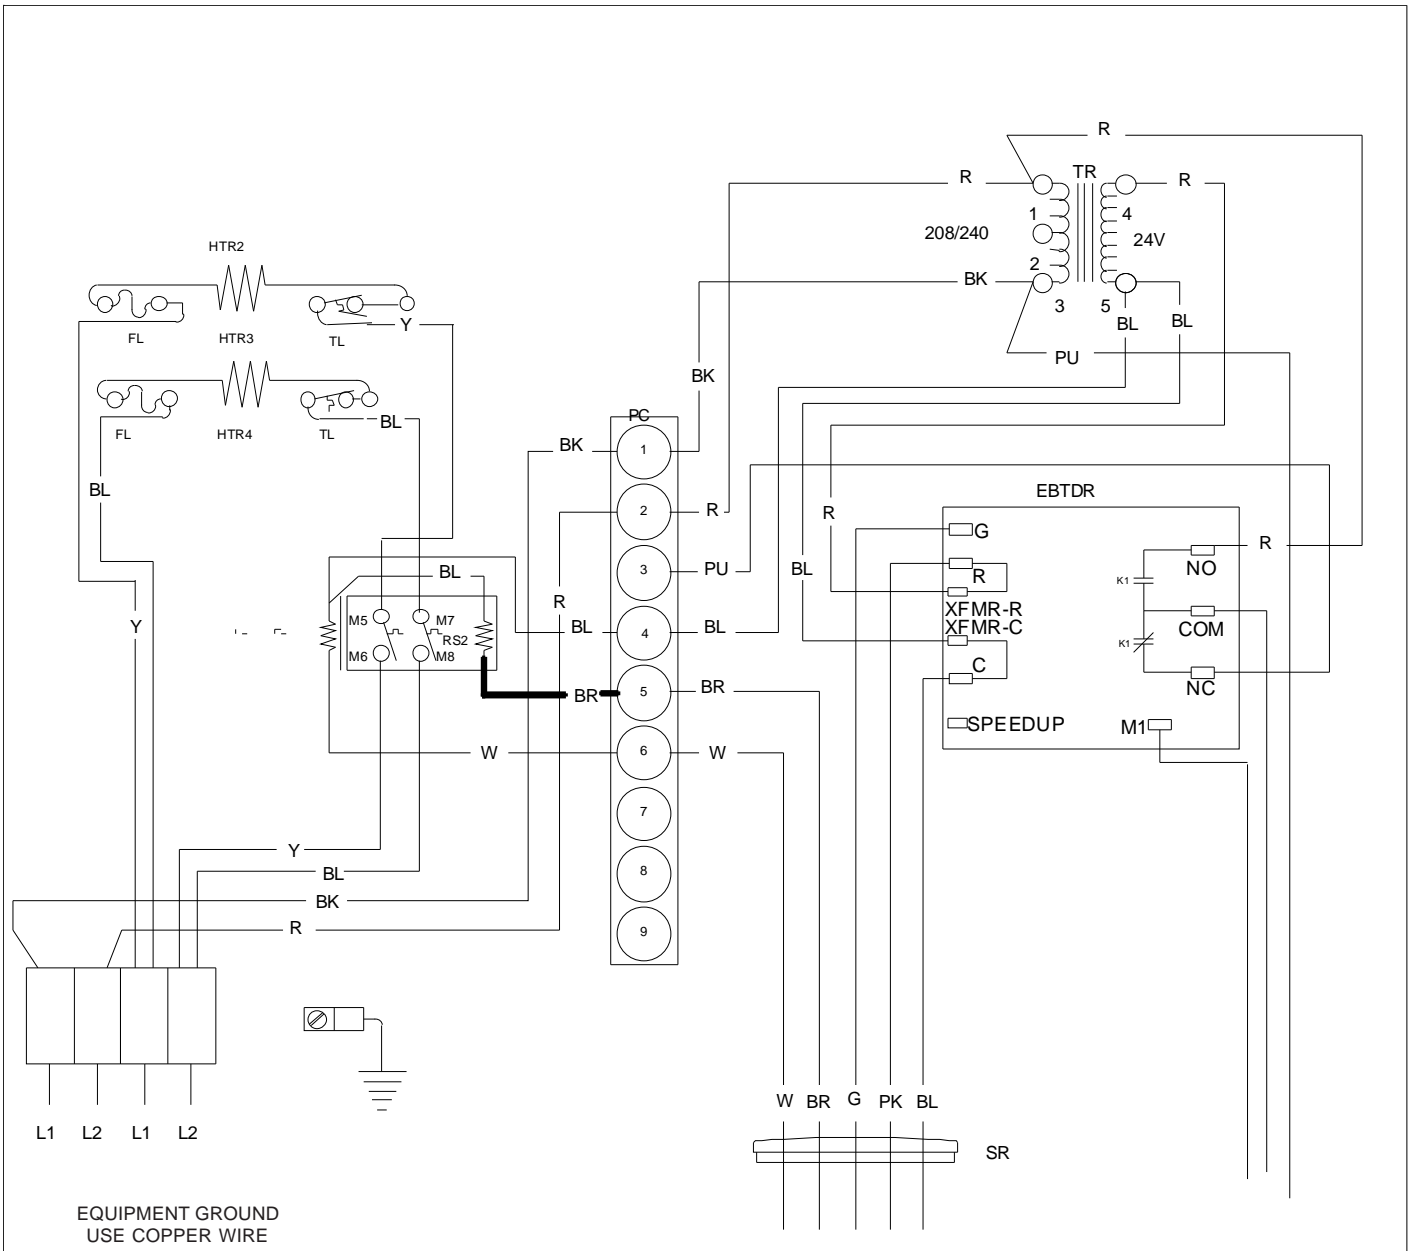 R
TR
R
R
1
4
208/240
24V
2
HTR2
BK
3
5
BL
BL
Y
FL
HTR3
TL
PU
BK
BL
FL
HTR4
TL
PC
BK
1
BL
EBTDR
R
2
R
G
R
NO
PU
3
BL
BL
R
K1
R
XFMR-R
XFMR-C
COM
M5
M7
RS2
Y
BL
4
BL
K1
M6
M8
C
NC
BR
5
BR
SPEEDUP
M1
W
6
W
7
Y
BL
8
BK
R
9
W
BR
G
PK
BL
L1
L2
L1
L2
SR
EQUIPMENT GROUND
USE COPPER WIRE